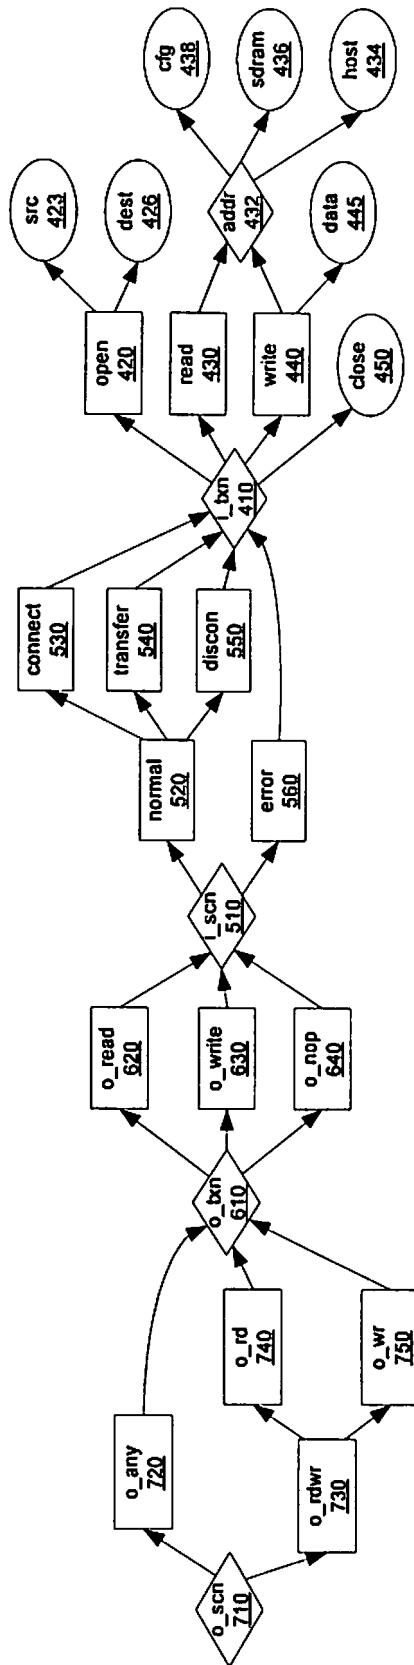 o_scn
710
o_any
720
o_rdwr
730
o_rd
740
o_wr
750
o_txn
610
o_read
620
o_write
630
o_nop
640
i_scn
510
normal
520
error
560
connect
530
transfer
540
discon
550
i_txn
410
open
420
read
430
write
440
close
450
src
423
dest
426
addr
432
data
445
cfg
438
sdram
436
host
434